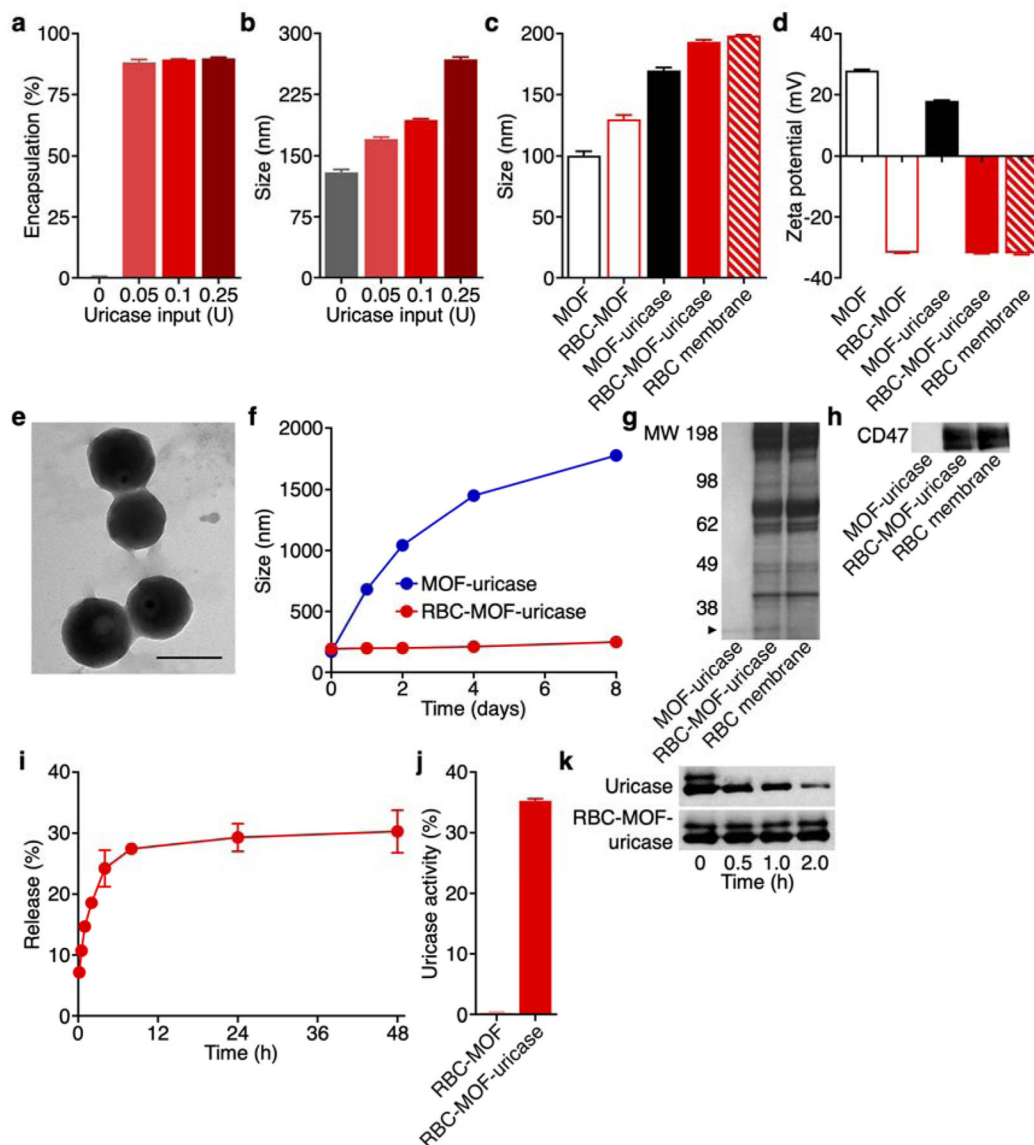 a
100
75
50
25
0
Encapsulation (%)
0 0.05 0.1 0.25
Uricase input (U)
b
300
225
150
75
0
Size (nm)
0 0.05 0.1 0.25
Uricase input (U)
c
200
150
100
50
0
Size (nm)
MOF
RBC-MOF
MOF-uricase
RBC-MOF-uricase
RBC membrane
d
40
20
0
-20
-40
Zeta potential (mV)
MOF
RBC-MOF
MOF-uricase
RBC-MOF-uricase
RBC membrane
e
f
2000
1500
1000
500
0
Size (nm)
MOF-uricase
RBC-MOF-uricase
0 2 4 6 8
Time (days)
g
MW 198
98
62
49
38
MOF-uricase
RBC-MOF-uricase
RBC membrane
h
CD47
MOF-uricase
RBC-MOF-uricase
RBC membrane
i
40
30
20
10
0
Release (%)
0 12 24 36 48
Time (h)
j
40
30
20
10
0
Uricase activity (%)
RBC-MOF
RBC-MOF-uricase
k
Uricase
RBC-MOF-
uricase
0 0.5 1.0 2.0
Time (h)